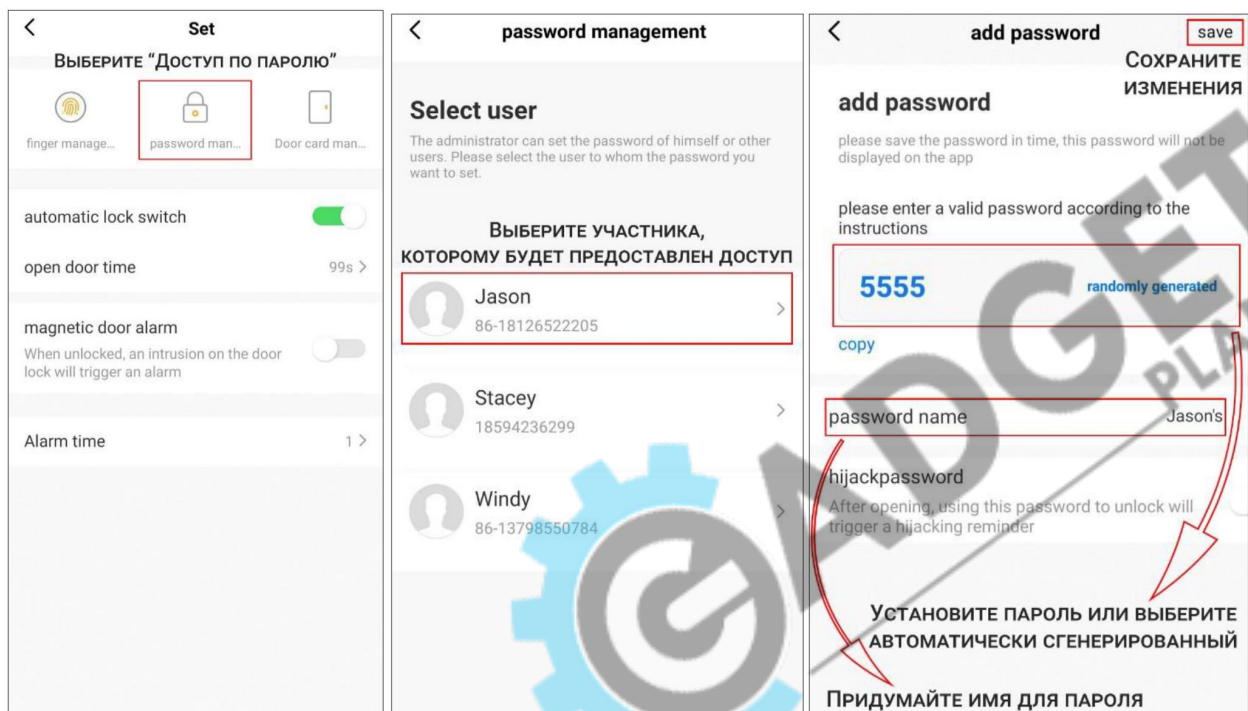 Set
ВЫБЕРИТЕ “ДОСТУП ПО ПАРОЛЮ”
finger manage...
password man...
Door card man...
automatic lock switch
open door time
99s
magnetic door alarm
When unlocked, an intrusion on the door
lock will trigger an alarm
Alarm time
1
password management
Select user
The administrator can set the password of himself or other
users. Please select the user to whom the password you
want to set.
ВЫБЕРИТЕ УЧАСТНИКА,
КОТОРОМУ БУДЕТ ПРЕДОСТАВЛЕН ДОСТУП
Jason
86-18126522205
Stacey
18594236299
Windy
86-13798550784
add password
save
СОХРАНИТЕ
ИЗМЕНЕНИЯ
add password
please save the password in time, this password will not be
displayed on the app
please enter a valid password according to the
instructions
5555
randomly generated
copy
password name
Jason's
hijackpassword
After opening, using this password to unlock will
trigger a hijacking reminder
УСТАНОВИТЕ ПАРОЛЬ ИЛИ ВЫБЕРИТЕ
АВТОМАТИЧЕСКИ СГЕНЕРИРОВАННЫЙ
ПРИДУМАЙТЕ ИМЯ ДЛЯ ПАРОЛЯ
GADGET
PLA